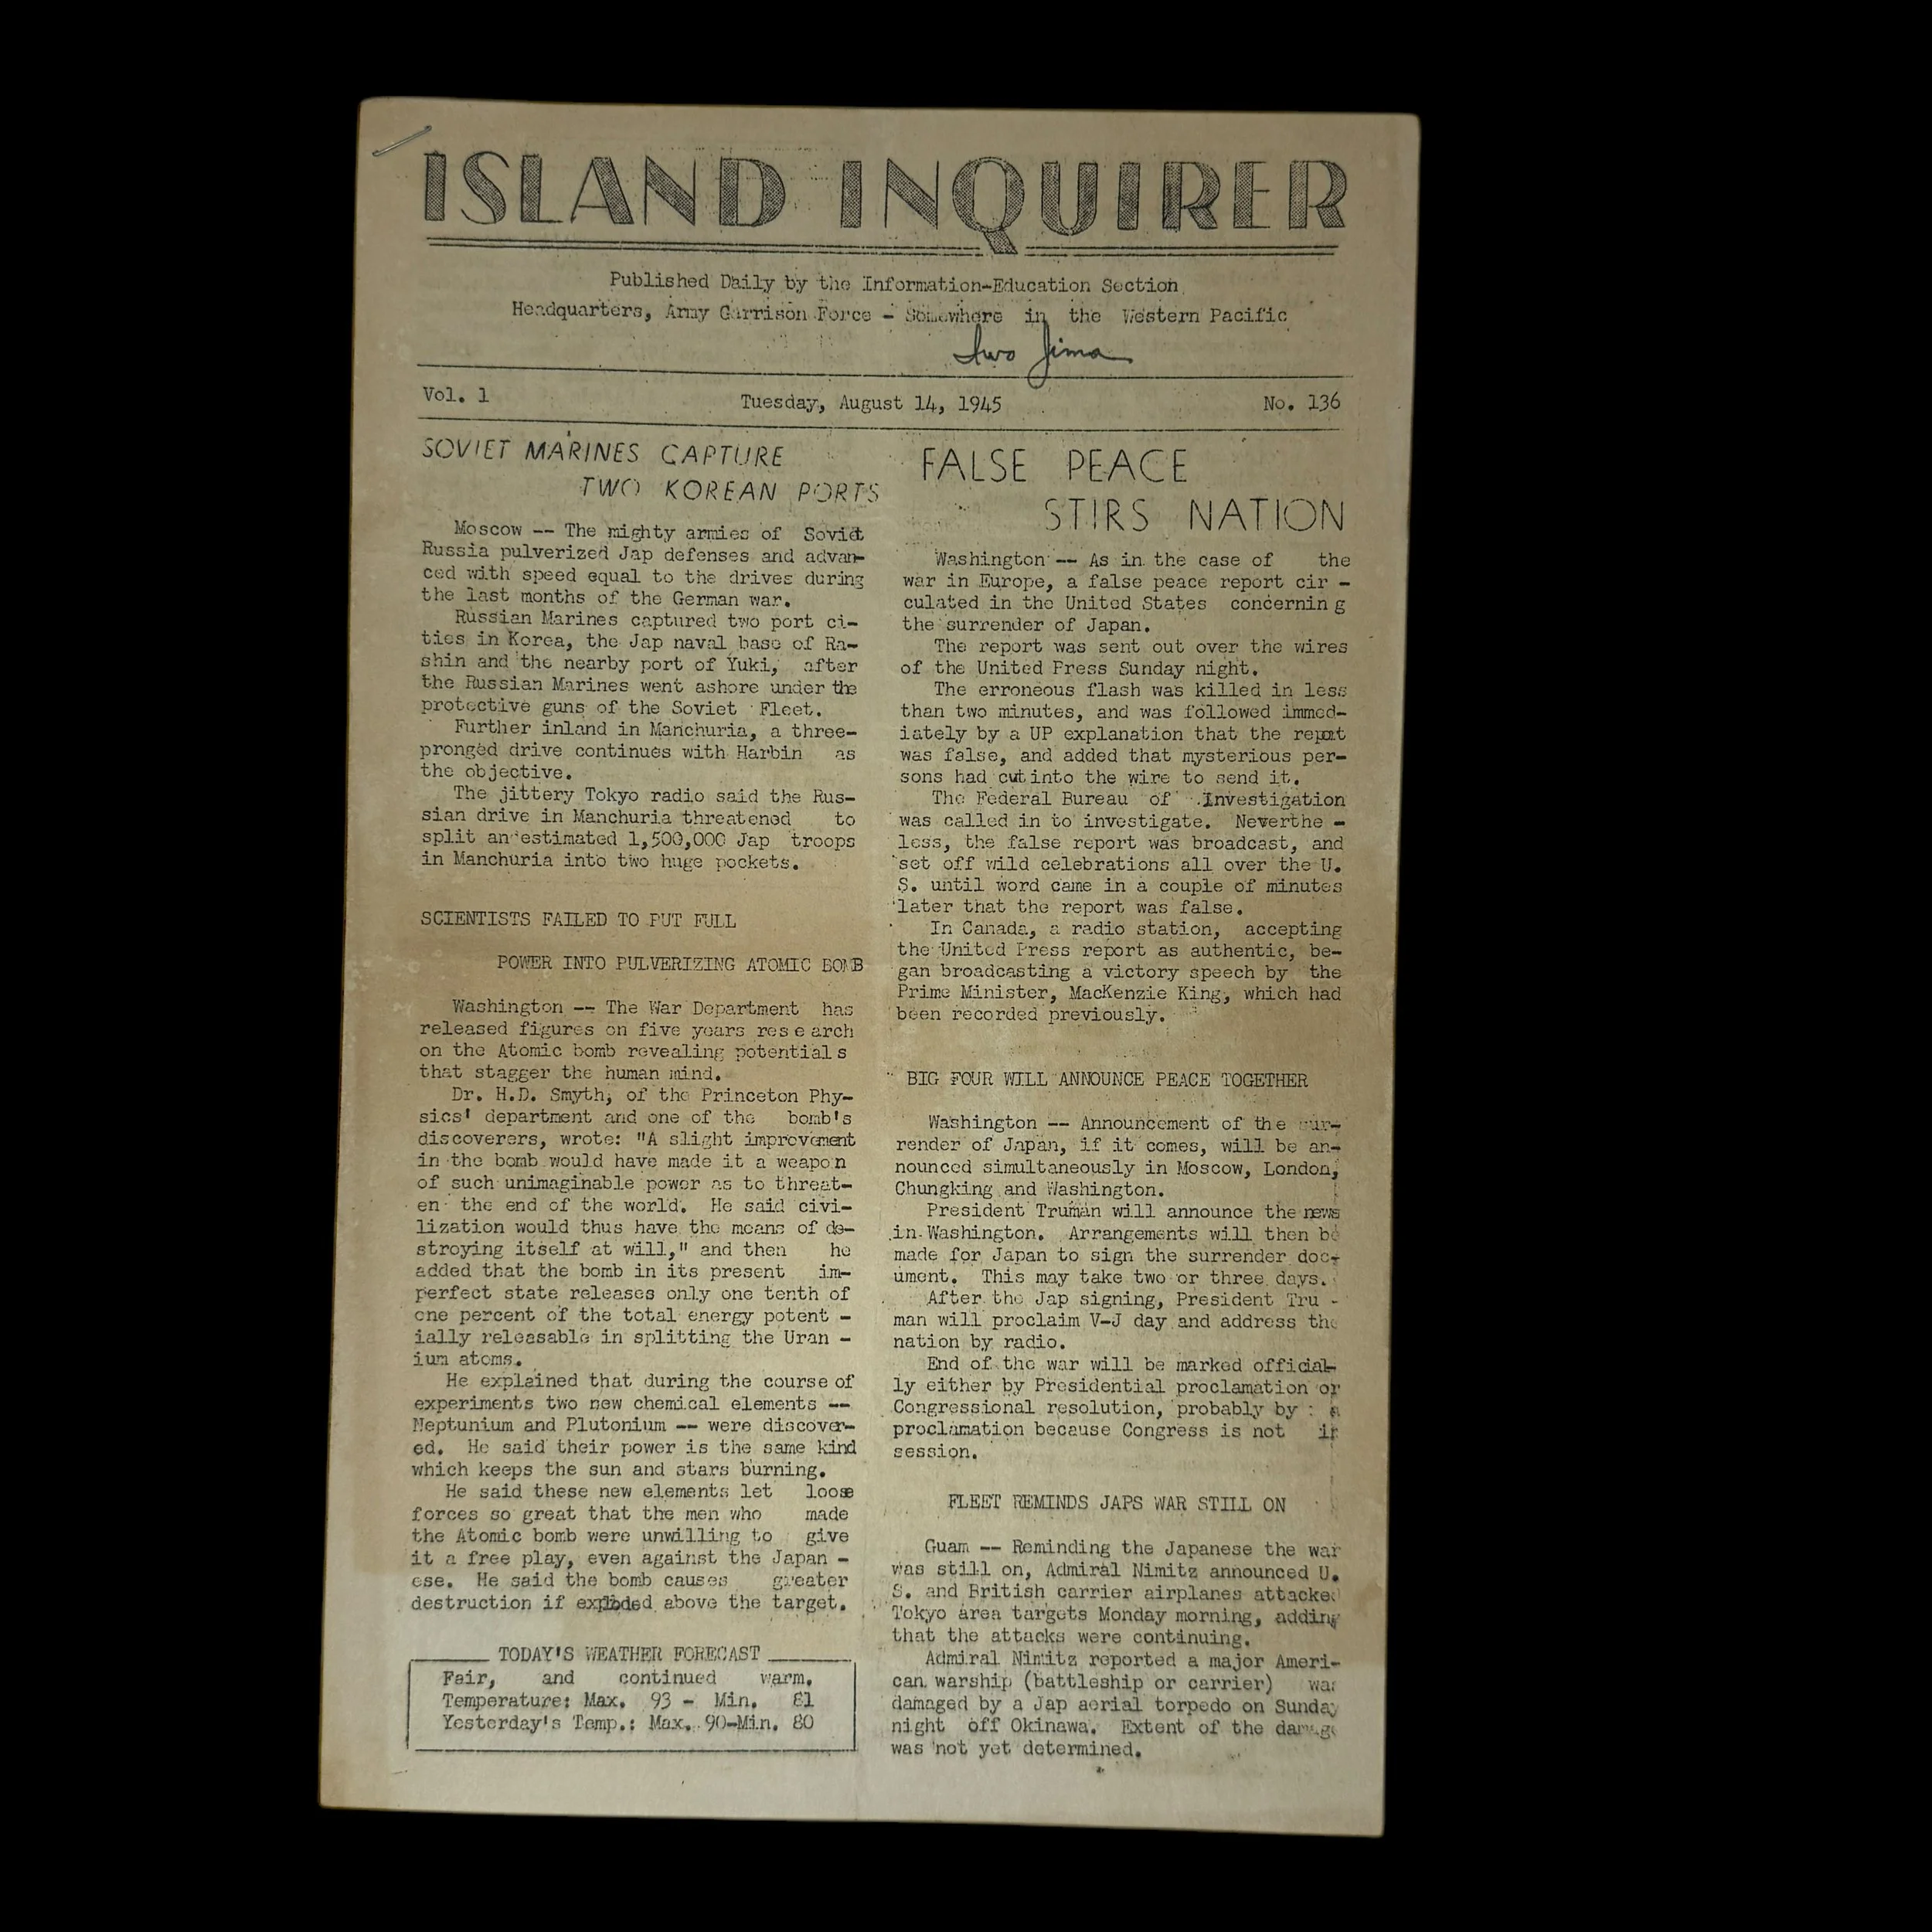 ISLAND INQUIRER
Published Daily by the Information-Education Section
Headquarters, Army Garrison Force - Somewhere in the Western Pacific
Iwo Jima
Vol. 1 Tuesday, August 14, 1945 No. 136
SOVIET MARINES CAPTURE
TWO KOREAN PORTS
Moscow -- The mighty armies of Soviet
Russia pulverized Jap defenses and advan-
ced with speed equal to the drives during
the last months of the German war.
Russian Marines captured two port ci-
ties in Korea, the Jap naval base of Ra-
shin and the nearby port of Yuki, after
the Russian Marines went ashore under the
protective guns of the Soviet Fleet.
Further inland in Manchuria, a three-
pronged drive continues with Harbin as
the objective.
The jittery Tokyo radio said the Rus-
sian drive in Manchuria threatened to
split an estimated 1,500,000 Jap troops
in Manchuria into two huge pockets.
SCIENTISTS FAILED TO PUT FULL
POWER INTO PULVERIZING ATOMIC BOMB
Washington -- The War Department has
released figures on five years res e arch
on the Atomic bomb revealing potentials
that stagger the human mind.
Dr. H.D. Smyth, of the Princeton Phy-
sics' department and one of the bomb's
discoverers, wrote: "A slight improvement
in the bomb would have made it a weapon
of such unimaginable power as to threat-
en the end of the world. He said civi-
lization would thus have the means of de-
stroying itself at will," and then he
added that the bomb in its present im-
perfect state releases only one tenth of
one percent of the total energy potent -
ially releasable in splitting the Uran -
ium atoms.
He explained that during the course of
experiments two new chemical elements --
Neptunium and Plutonium -- were discover-
ed. He said their power is the same kind
which keeps the sun and stars burning.
He said these new elements let loose
forces so great that the men who made
the Atomic bomb were unwilling to give
it a free play, even against the Japan -
ese. He said the bomb causes greater
destruction if exploded above the target.
TODAY'S WEATHER FORECAST
Fair, and continued warm.
Temperature: Max. 93 - Min. 81
Yesterday's Temp.: Max. 90-Min. 80
FALSE PEACE
STIRS NATION
Washington -- As in the case of the
war in Europe, a false peace report cir -
culated in the United States concernin g
the surrender of Japan.
The report was sent out over the wires
of the United Press Sunday night.
The erroneous flash was killed in less
than two minutes, and was followed immed-
iately by a UP explanation that the report
was false, and added that mysterious per-
sons had cut into the wire to send it.
The Federal Bureau of Investigation
was called in to investigate. Neverthe -
less, the false report was broadcast, and
set off wild celebrations all over the U.
S. until word came in a couple of minutes
later that the report was false.
In Canada, a radio station, accepting
the United Press report as authentic, be-
gan broadcasting a victory speech by the
Prime Minister, MacKenzie King, which had
been recorded previously.
BIG FOUR WILL ANNOUNCE PEACE TOGETHER
Washington -- Announcement of the sur-
render of Japan, if it comes, will be an-
nounced simultaneously in Moscow, London,
Chungking and Washington.
President Truman will announce the news
in Washington. Arrangements will then be
made for Japan to sign the surrender doc-
ument. This may take two or three days.
After the Jap signing, President Tru -
man will proclaim V-J day and address the
nation by radio.
End of the war will be marked official-
ly either by Presidential proclamation or
Congressional resolution, probably by a
proclamation because Congress is not in
session.
FLEET REMINDS JAPS WAR STILL ON
Guam -- Reminding the Japanese the war
was still on, Admiral Nimitz announced U.
S. and British carrier airplanes attacked
Tokyo area targets Monday morning, adding
that the attacks were continuing.
Admiral Nimitz reported a major Ameri-
can warship (battleship or carrier) was
damaged by a Jap aerial torpedo on Sunday
night off Okinawa. Extent of the damage
was not yet determined.